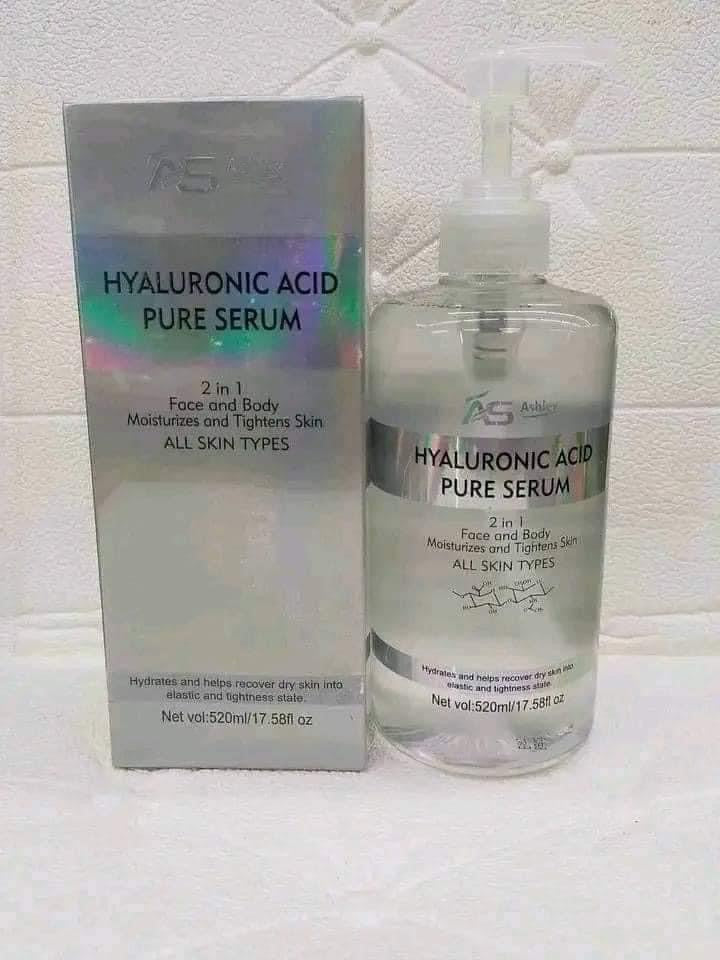 AS
HYALURONIC ACID
PURE SERUM
2 in 1
Face and Body
Moisturizes and Tightens Skin
ALL SKIN TYPES
Hydrates and helps recover dry skin into
elastic and tightness state.
Net vol:520ml/17.58fl oz
AS Ashley
HYALURONIC ACID
PURE SERUM
2 in 1
Face and Body
Moisturizes and Tightens Skin
ALL SKIN TYPES
Hydrates and helps recover dry skin into
elastic and tightness state.
Net vol:520ml/17.58fl oz